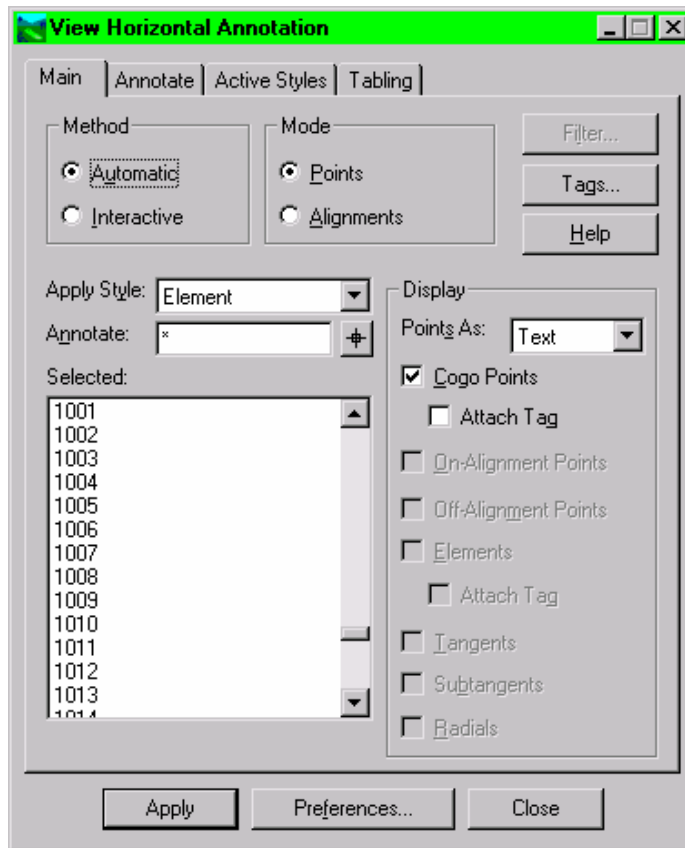 View Horizontal Annotation
Main Annotate Active Styles Tabling
Method
Automatic
Interactive
Mode
Points
Alignments
Filter...
Tags...
Help
Apply Style: Element
Annotate: *
Selected:
1001
1002
1003
1004
1005
1006
1007
1008
1009
1010
1011
1012
1013
1014
Display
Points As: Text
Cogo Points
Attach Tag
On-Alignment Points
Off-Alignment Points
Elements
Attach Tag
Tangents
Subtangents
Radials
Apply Preferences... Close